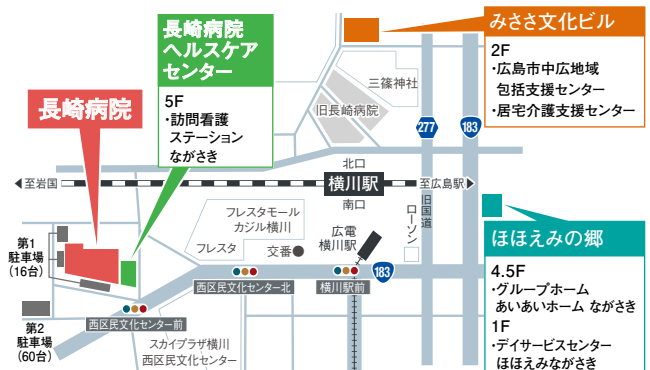 長崎病院
ヘルスケア
センター
5F
・訪問看護
ステーション
ながさき
長崎病院
みささ文化ビル
2F
・広島市中広地域
包括支援センター
・居宅介護支援センター
三篠神社
旧長崎病院
277
183
北口
至岩国
横川駅
至広島駅
南口
旧国道
ローソン
フレスタモール
カジル横川
フレスタ
交番
広電
横川駅
183
第1
駐車場
(16台)
西区民文化センター北
横川駅前
第2
駐車場
(60台)
西区民文化センター前
スカイプラザ横川
西区民文化センター
ほほえみの郷
4.5F
・グループホーム
あいあいホーム ながさき
1F
・デイサービスセンター
ほほえみながさき